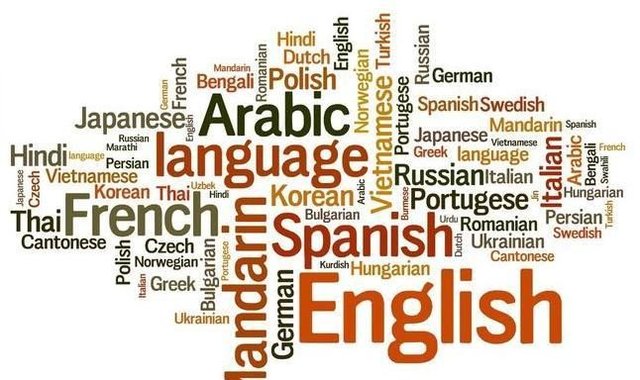 Hindi
Dutch
English
Turkish
Russian
Romanian
Mandarin
Bengali
Polish
French
German
Norwegian
Vietnamese
Portugese
German
Spanish
Swedish
Japanese
Arabic
English
Japanese
Mandarin
Spanish
Russian
Marathi
Hindi
language
Persian
language
Greek
language
Vietnamese
Italian
Arabic
Bengali
French
Swahili
Japanese
Czech
Vietnamese
Korean
Thai
Uzbek
Hindi
Korean
Arabic
Russian
Italian
Burmese
Portugese
Jin
Hungarian
Thai
French
Mandarin
Bulgarian
Spanish
Urdu
Romanian
Persian
Turkish
Swedish
Cantonese
Polish
Czech
Norwegian
Bulgarian
Portugese
Dutch
Ukrainian
Cantonese
Kurdish
Hungarian
Italian
Greek
German
English
Ukrainian